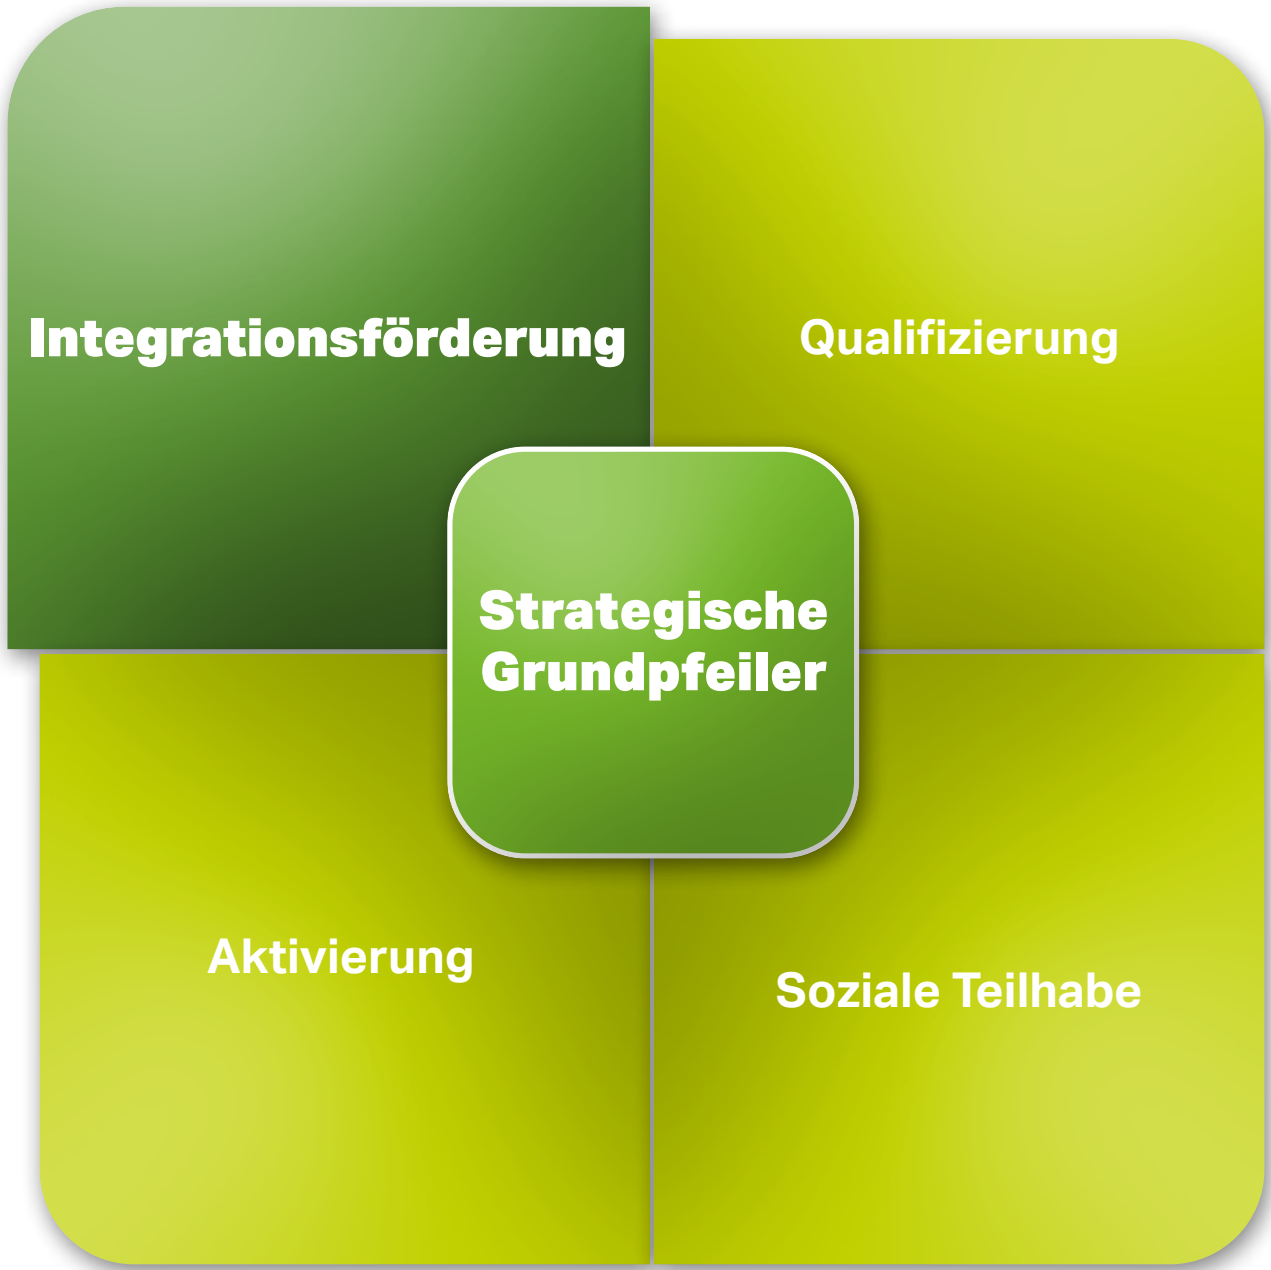 Integrationsförderung
Qualifizierung
Strategische
Grundpfeiler
Aktivierung
Soziale Teilhabe